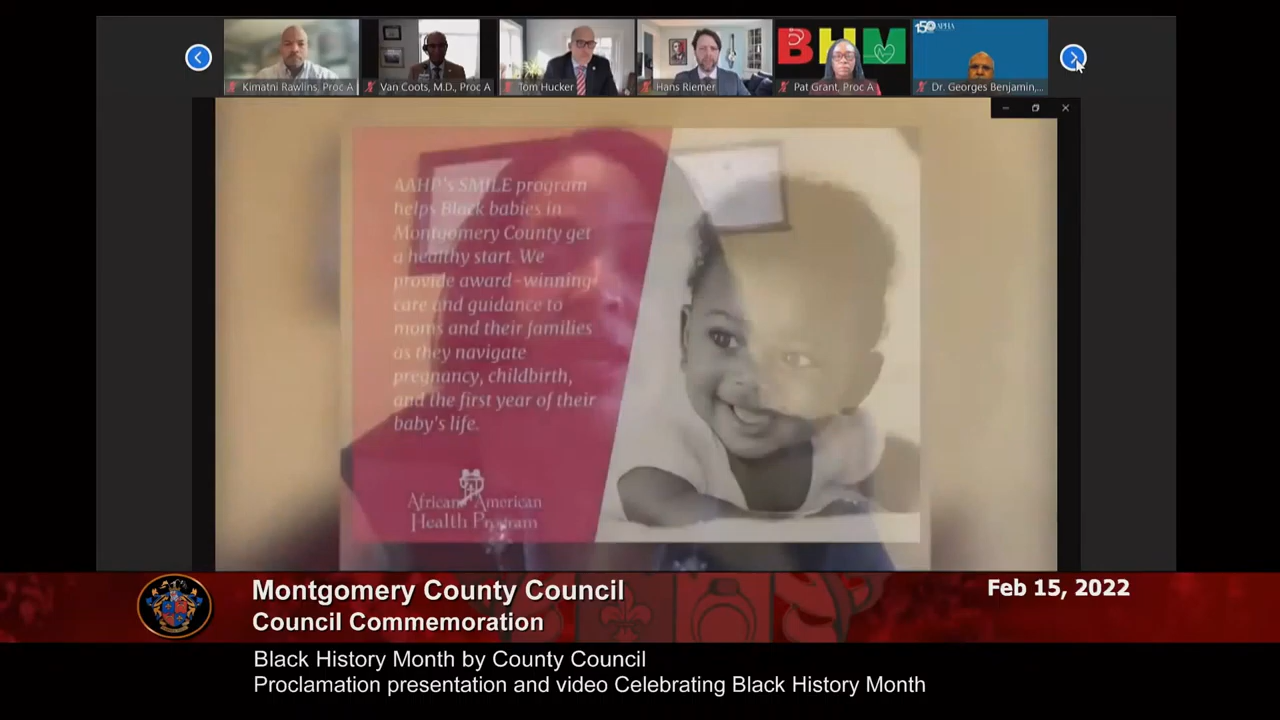 150 APHA
BHM
Kimatni Rawlins, Proc A
Van Coots, M.D., Proc A
Tom Hucker
Hans Riemer
Pat Grant, Proc A
Dr. Georges Benjamin,...
AAHP's SMILE program
helps Black babies in
Montgomery County get
a healthy start. We
provide award-winning
care and guidance to
moms and their families
as they navigate
pregnancy, childbirth,
and the first year of their
baby's life.
African American
Health Program
Montgomery County Council
Feb 15, 2022
Council Commemoration
Black History Month by County Council
Proclamation presentation and video Celebrating Black History Month